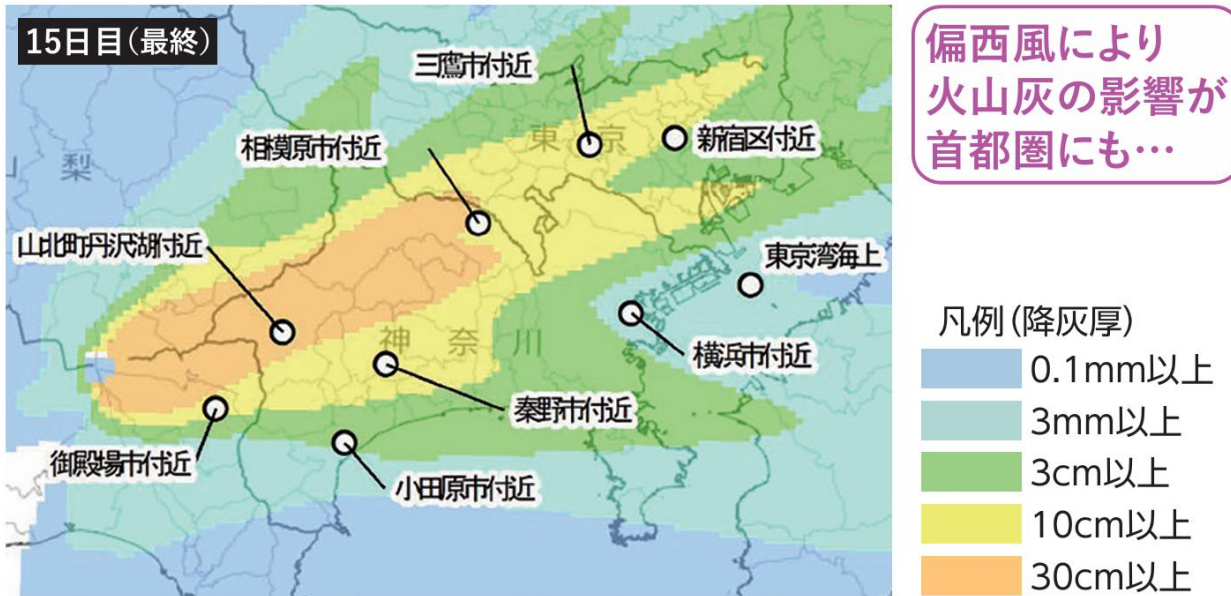 15日目(最終)
偏西風により
火山灰の影響が
首都圏にも…
三鷹市付近
東京
新宿区付近
相模原市付近
梨
山北町丹沢湖付近
東京湾海上
神奈川
横浜市付近
秦野市付近
御殿場市付近
小田原市付近
凡例(降灰厚)
0.1mm以上
3mm以上
3cm以上
10cm以上
30cm以上